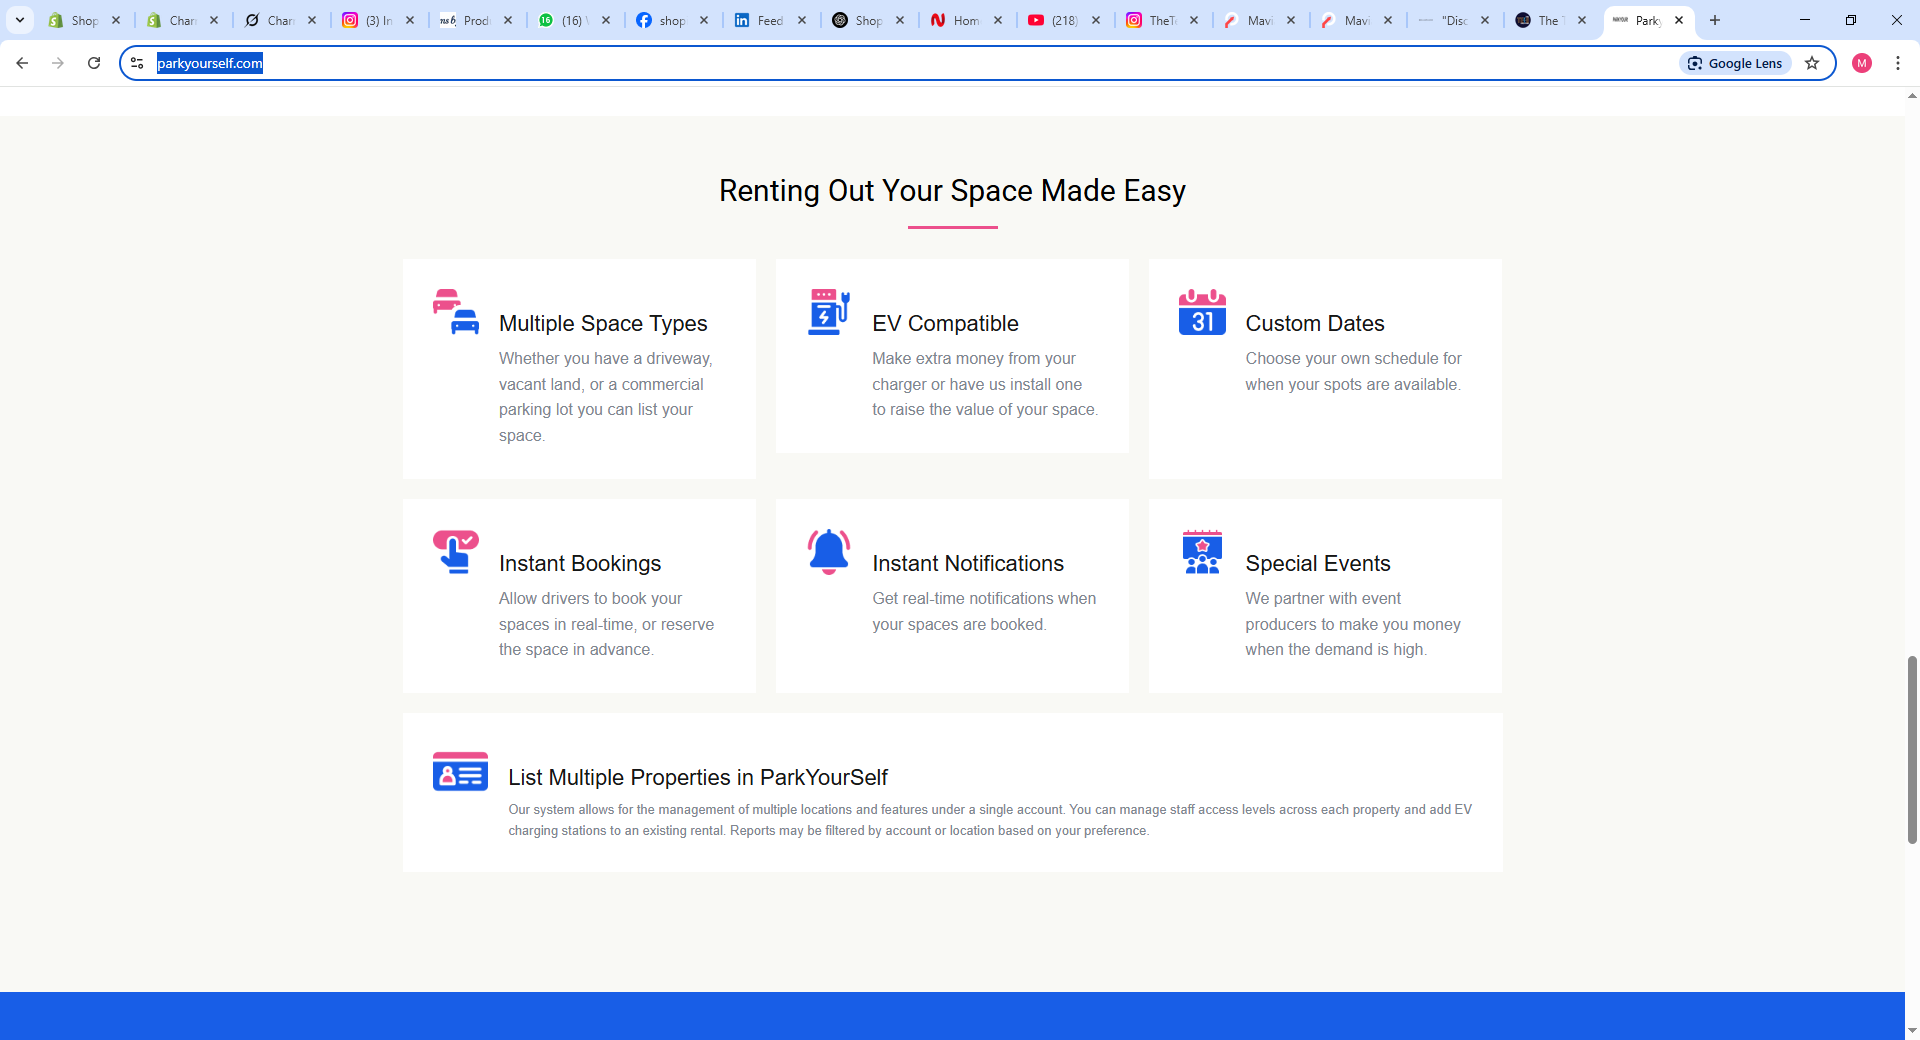 Shop
Char
Char
(3) In
ns b
Prod
16
(16)
shop
Feed
Shop
Hom
(218)
TheTe
Mavi
Mavi
"Disc
The T
Park
parkyourself.com
Google Lens
M
Renting Out Your Space Made Easy
Multiple Space Types
Whether you have a driveway,
vacant land, or a commercial
parking lot you can list your
space.
EV Compatible
Make extra money from your
charger or have us install one
to raise the value of your space.
31
Custom Dates
Choose your own schedule for
when your spots are available.
Instant Bookings
Allow drivers to book your
spaces in real-time, or reserve
the space in advance.
Instant Notifications
Get real-time notifications when
your spaces are booked.
Special Events
We partner with event
producers to make you money
when the demand is high.
List Multiple Properties in ParkYourSelf
Our system allows for the management of multiple locations and features under a single account. You can manage staff access levels across each property and add EV
charging stations to an existing rental. Reports may be filtered by account or location based on your preference.